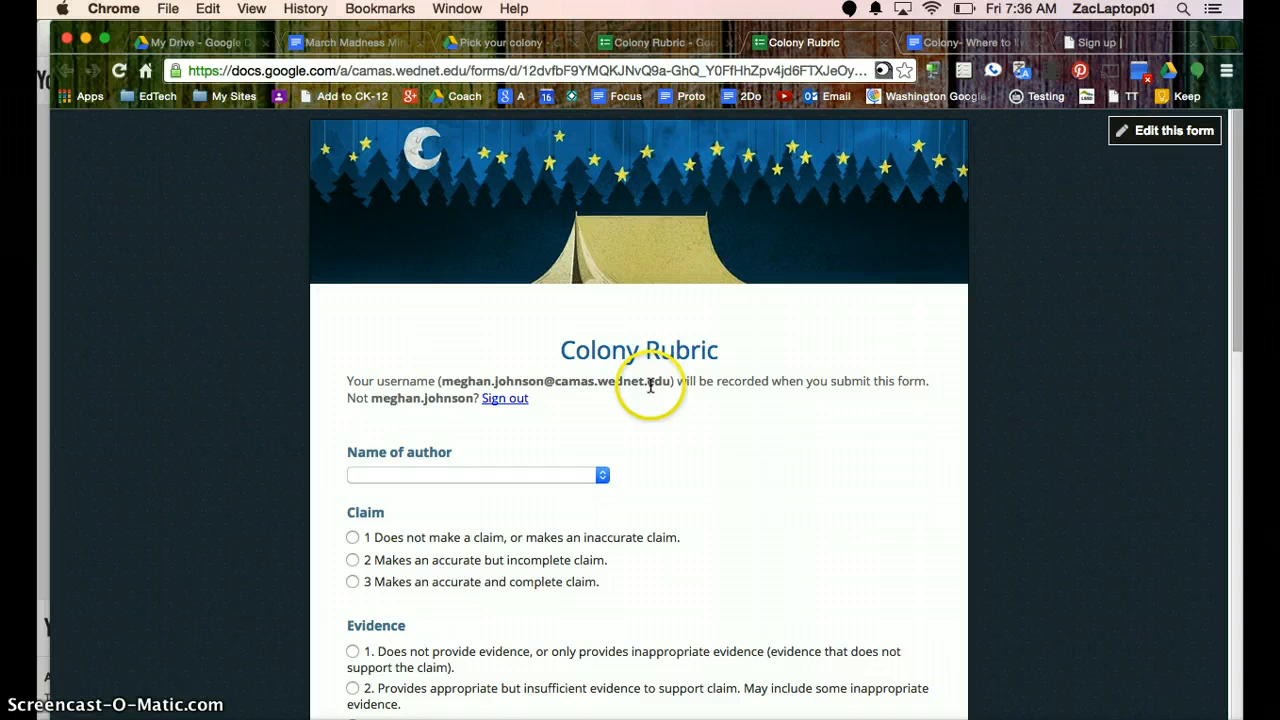 Chrome File Edit View History Bookmarks Window Help Fri 7:36 AM ZacLaptop01
My Drive - Google D March Madness Mi Pick your colony - Colony Rubric - Go Colony Rubric Colony- Where to Sign up |
https://docs.google.com/a/camas.wednet.edu/forms/d/12dvfbF9YMQKJNvQ9a-GhQ_Y0FfHhZpv4jd6FTXJeOy...
Apps EdTech My Sites Add to CK-12 Coach A 16 Focus Proto 2Do Email Washington Google Testing TT Keep
Edit this form
Colony Rubric
Your username (meghan.johnson@camas.wednet.edu) will be recorded when you submit this form.
Not meghan.johnson? Sign out
Name of author
Claim
1 Does not make a claim, or makes an inaccurate claim.
2 Makes an accurate but incomplete claim.
3 Makes an accurate and complete claim.
Evidence
1. Does not provide evidence, or only provides inappropriate evidence (evidence that does not
support the claim).
2. Provides appropriate but insufficient evidence to support claim. May include some inappropriate
evidence.
Screencast-O-Matic.com